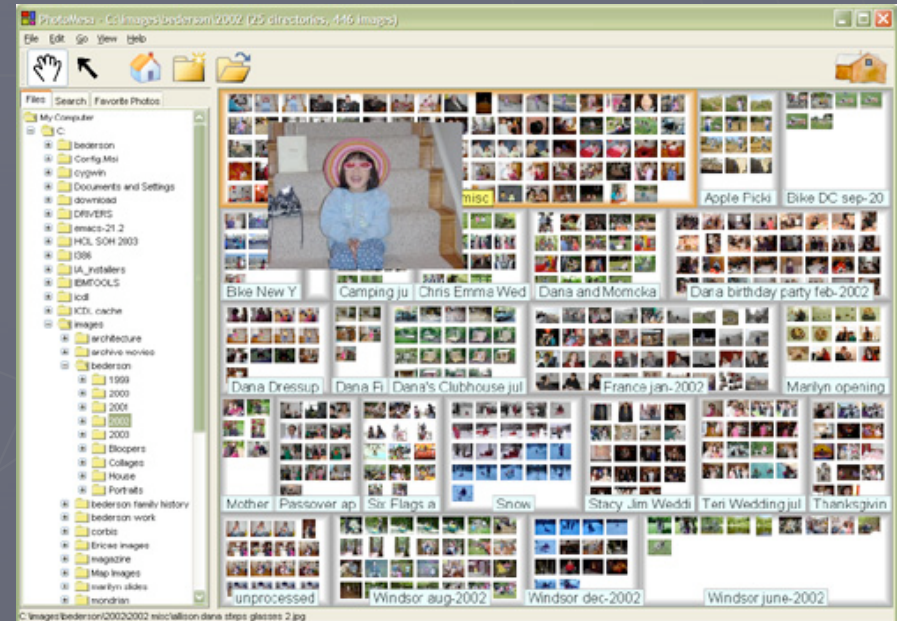 PhotoMesa - C:\images\bederson\2002 (25 directories, 446 images)
File Edit Go View Help
Files Search Favorite Photos
My Computer
C:
bederson
Config.Msi
cygwin
Documents and Settings
download
DRIVERS
emacs-21.2
HCIL SOH 2003
I386
IA_installers
IBMTOOLS
icdl
ICDL cache
images
architecture
archive movies
bederson
1999
2000
2001
2002
2003
Bloopers
Collages
House
Portraits
bederson family history
bederson work
corbis
Ericas images
magazine
Map Images
marilyn slides
mondrian
misc Apple Picki Bike DC sep-20
Bike New Y Camping ju Chris Emma Wed Dana and Momcka Dana birthday party feb-2002
Dana Dressup Dana Fi Dana's Clubhouse jul France jan-2002 Marilyn opening
Mother Passover ap Six Flags a Snow Stacy Jim Weddi Teri Wedding jul Thanksgivin
unprocessed Windsor aug-2002 Windsor dec-2002 Windsor june-2002
C:\images\bederson\2002\2002 misc\allison dana steps glasses 2.jpg